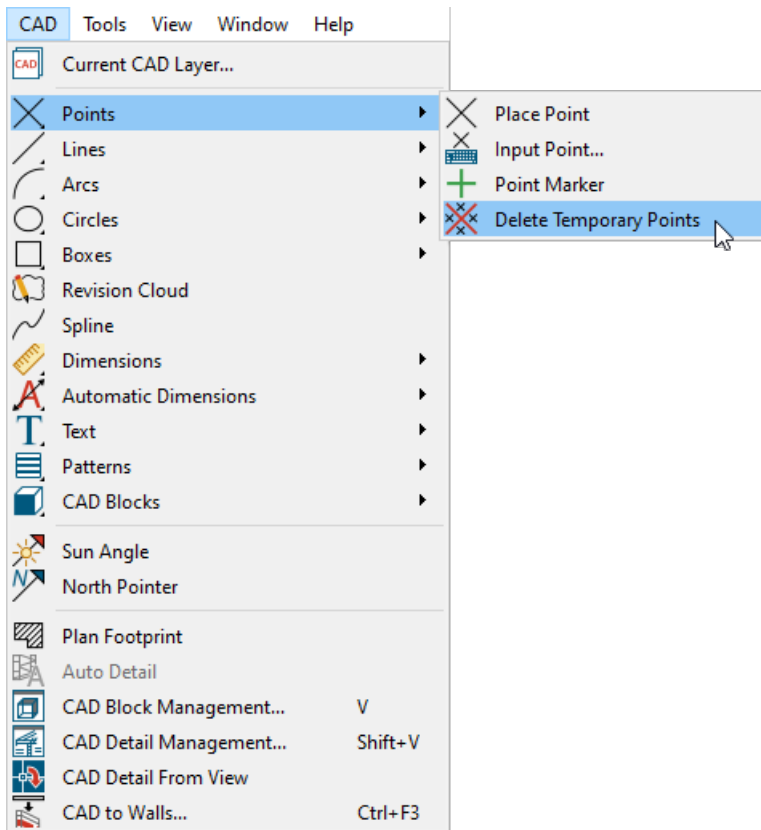 CAD Tools View Window Help
CAD Current CAD Layer...
Points
Place Point
Lines
Input Point...
Arcs
Point Marker
Circles
Delete Temporary Points
Boxes
Revision Cloud
Spline
Dimensions
A Automatic Dimensions
T Text
Patterns
CAD Blocks
Sun Angle
N North Pointer
Plan Footprint
A Auto Detail
CAD Block Management... V
CAD Detail Management... Shift+V
CAD Detail From View
CAD to Walls... Ctrl+F3